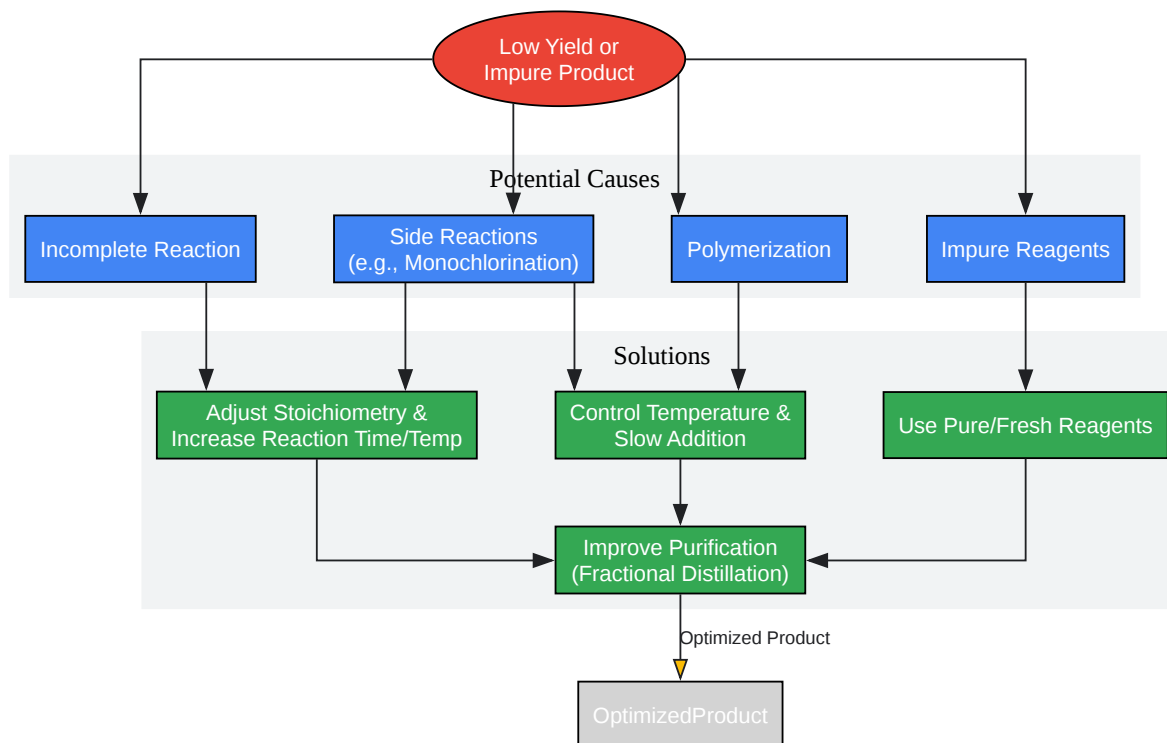 Low Yield or
Impure Product
Potential Causes
Incomplete Reaction
Side Reactions
(e.g., Monochlorination)
Polymerization
Impure Reagents
Solutions
Adjust Stoichiometry &
Increase Reaction Time/Temp
Control Temperature &
Slow Addition
Use Pure/Fresh Reagents
Improve Purification
(Fractional Distillation)
Optimized Product
OptimizedProduct